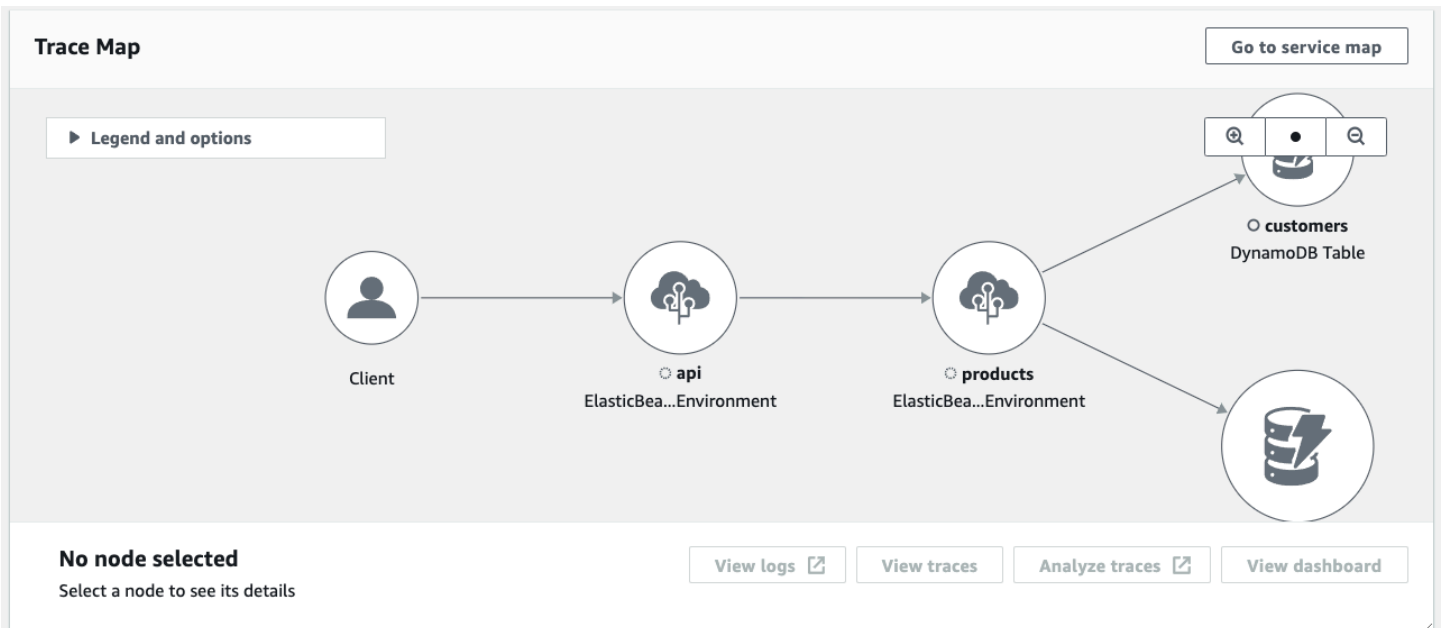 Trace Map
Go to service map
Legend and options
customers
DynamoDB Table
Client
api
ElasticBea...Environment
products
ElasticBea...Environment
No node selected
Select a node to see its details
View logs
View traces
Analyze traces
View dashboard